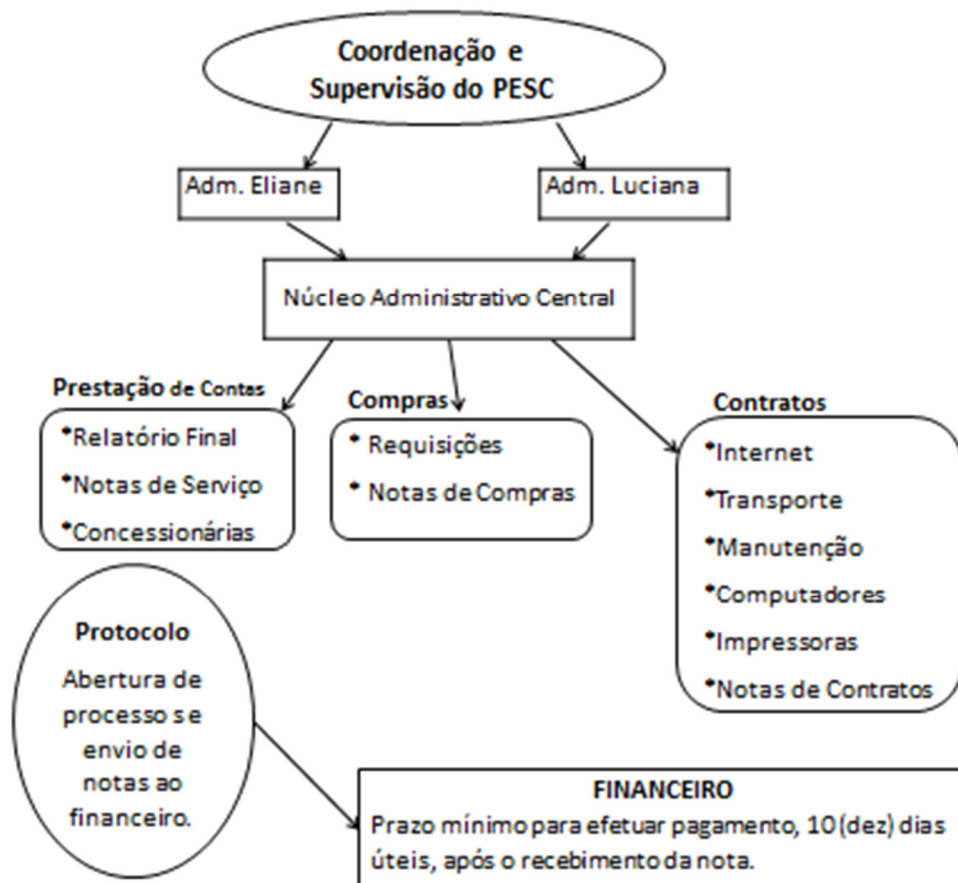 Coordenação e
Supervisão do PESC
Adm. Eliane
Adm. Luciana
Núcleo Administrativo Central
Prestação de Contas
*Relatório Final
*Notas de Serviço
*Concessionárias
Compras
* Requisições
* Notas de Compras
Contratos
*Internet
*Transporte
*Manutenção
*Computadores
*Impressoras
*Notas de Contratos
Protocolo
Abertura de
processo s e
envio de
notas ao
financeiro.
FINANCEIRO
Prazo mínimo para efetuar pagamento, 10 (dez) dias
úteis, após o recebimento da nota.